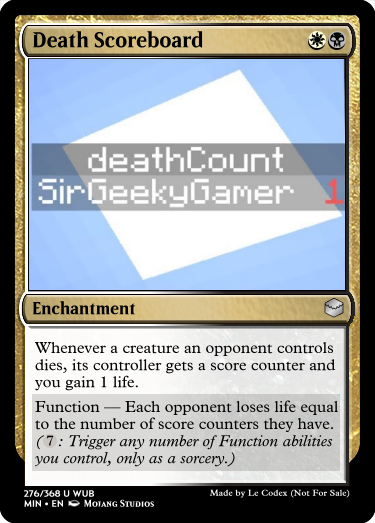 Death Scoreboard
deathCount
SirGeekyGamer 1
Enchantment
Whenever a creature an opponent controls
dies, its controller gets a score counter and
you gain 1 life.
Function — Each opponent loses life equal
to the number of score counters they have.
(7 : Trigger any number of Function abilities
you control, only as a sorcery.)
276/368 U WUB
Made by Le Codex (Not For Sale)
MIN • EN Mojang Studios